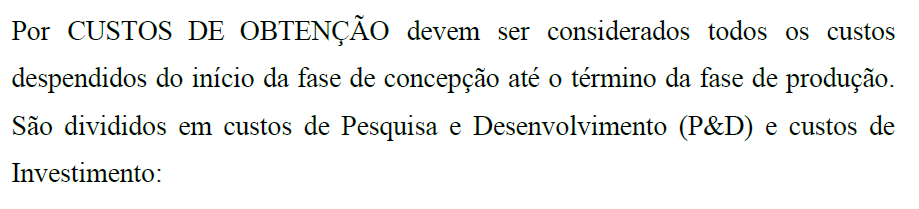 Por CUSTOS DE OBTENÇÃO devem ser considerados todos os custos
despendidos do início da fase de concepção até o término da fase de produção.
São divididos em custos de Pesquisa e Desenvolvimento (P&D) e custos de
Investimento: